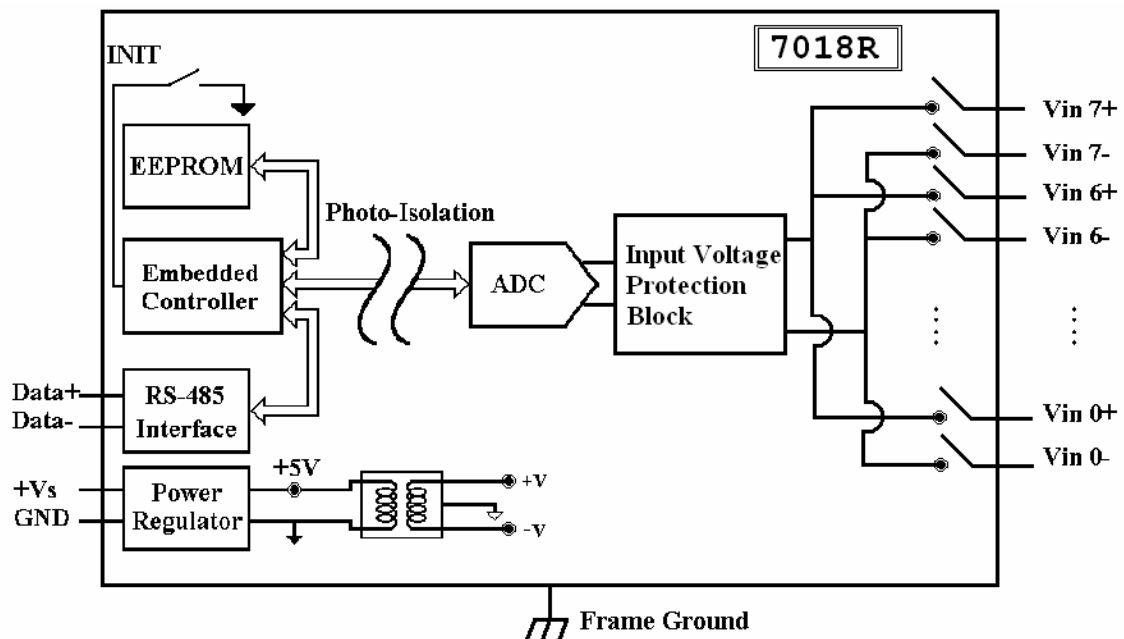 7018R
INIT
EEPROM
Photo-Isolation
Embedded
Controller
ADC
Input Voltage
Protection
Block
Vin 7+
Vin 7-
Vin 6+
Vin 6-
Data+
Data-
RS-485
Interface
Vin 0+
Vin 0-
+Vs
GND
Power
Regulator
+5V
+V
-V
Frame Ground